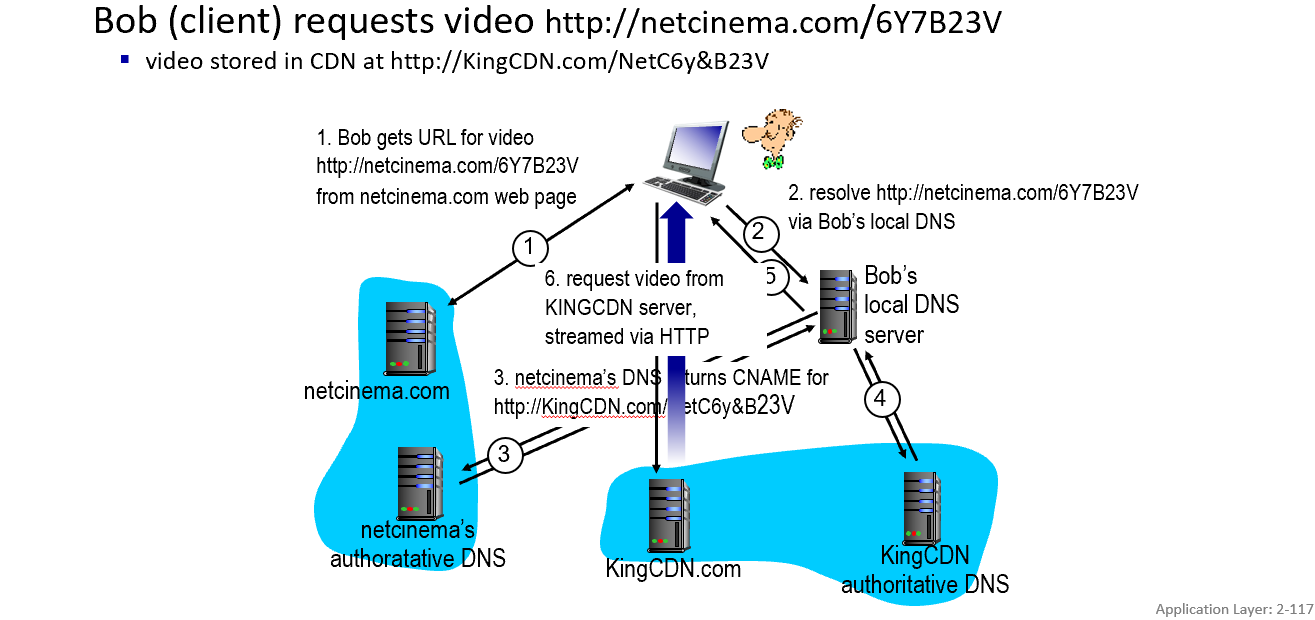 Bob (client) requests video http://netcinema.com/6Y7B23V
video stored in CDN at http://KingCDN.com/NetC6y&B23V
1. Bob gets URL for video
http://netcinema.com/6Y7B23V
from netcinema.com web page
2. resolve http://netcinema.com/6Y7B23V
via Bob's local DNS
1
2
5
6. request video from
KINGCDN server,
streamed via HTTP
Bob's
local DNS
server
netcinema.com
3. netcinema's DNS turns CNAME for
http://KingCDN.com/ etC6y&B23V
4
3
netcinema's
authoratative DNS
KingCDN.com
KingCDN
authoritative DNS
Application Layer: 2-117